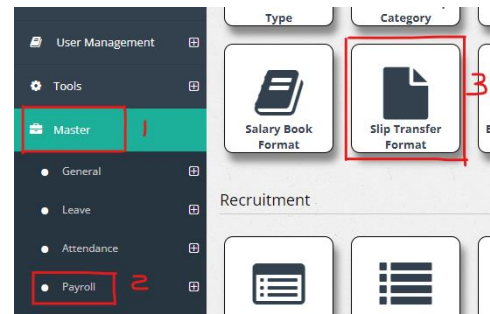 Type
Category
User Management
Tools
Master
1
General
Leave
Attendance
Payroll
2
Salary Book
Format
Slip Transfer
Format
3
Recruitment